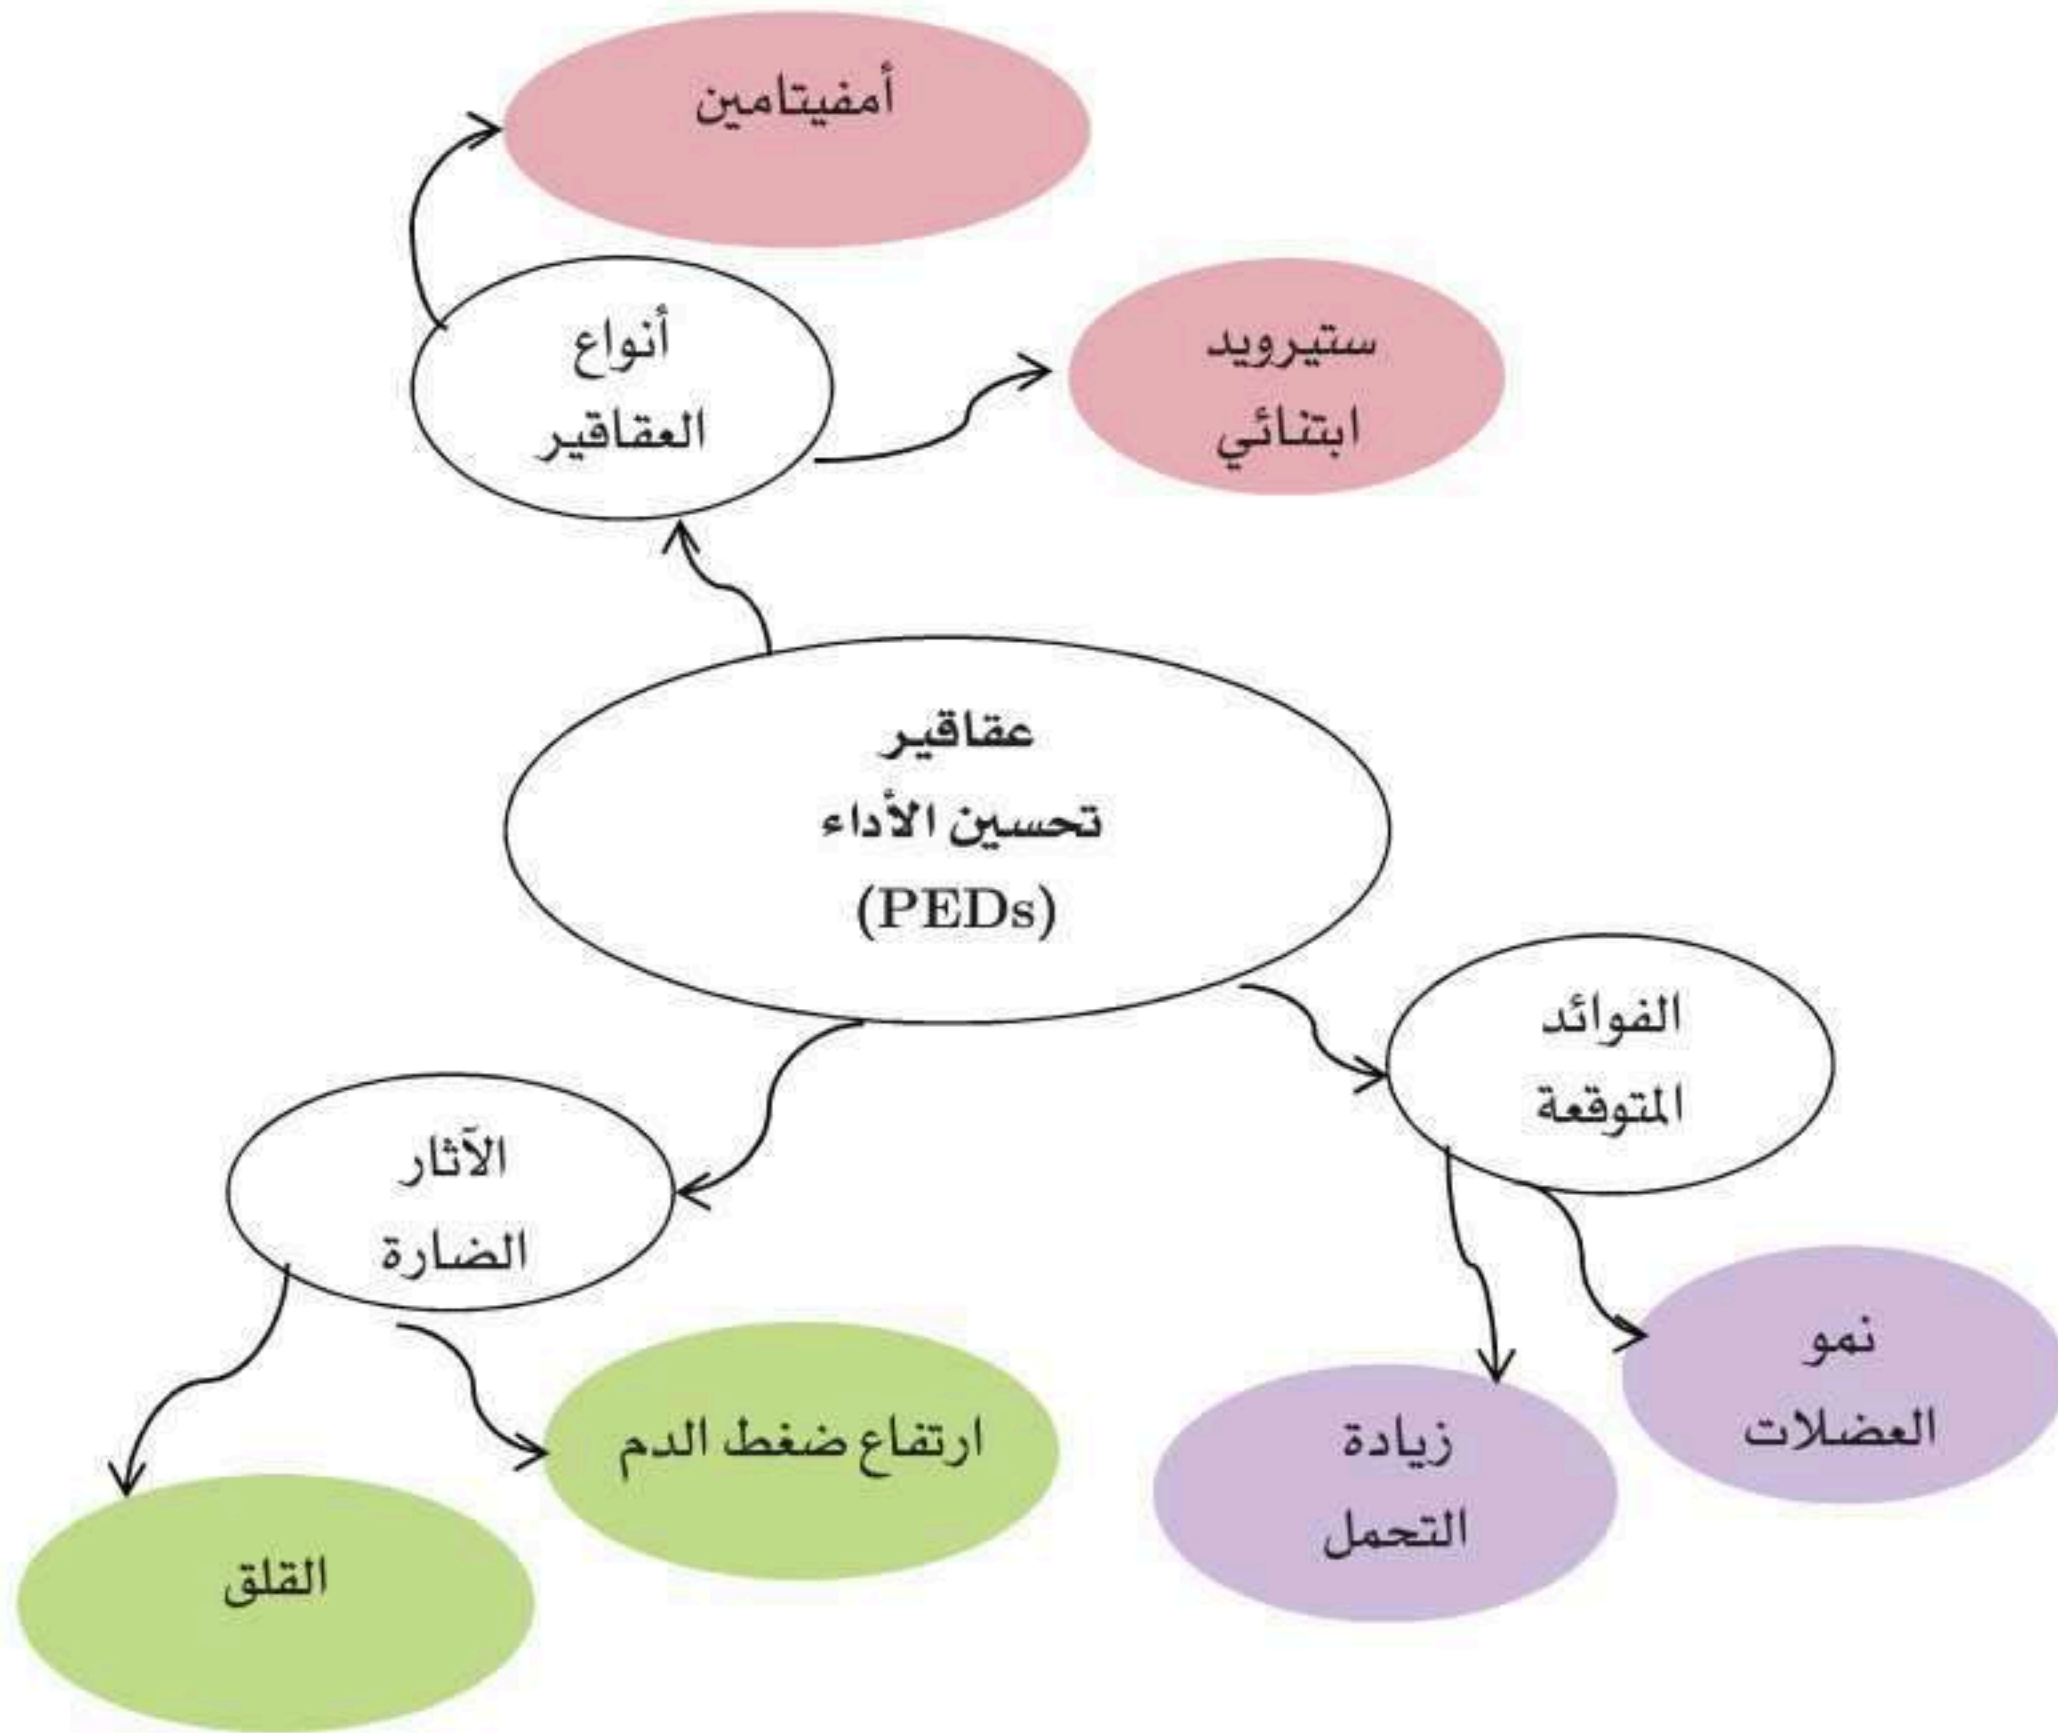 أمفيتامين
أنواع
العقاقير
ستيرويد
ابتنائي
عقاقير
تحسين الأداء
(PEDs)
الفوائد
المتوقعة
الآثار
الضارة
نمو
العضلات
زيادة
التحمل
ارتفاع ضغط الدم
القلق